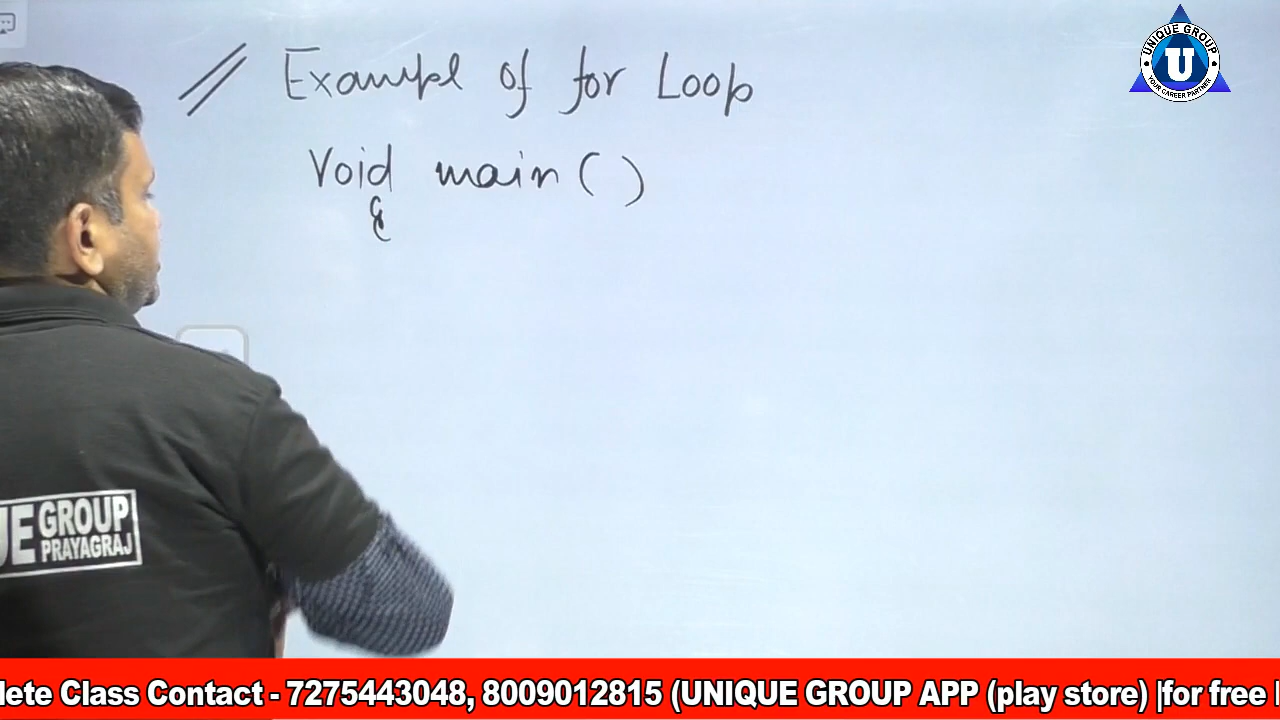 // Exampel of for Loop
Void main ( )
{
UNIQUE GROUP
U
YOUR CAREER PARTNER
UE GROUP
PRAYAGRAJ
lete Class Contact - 7275443048, 8009012815 (UNIQUE GROUP APP (play store) |for free